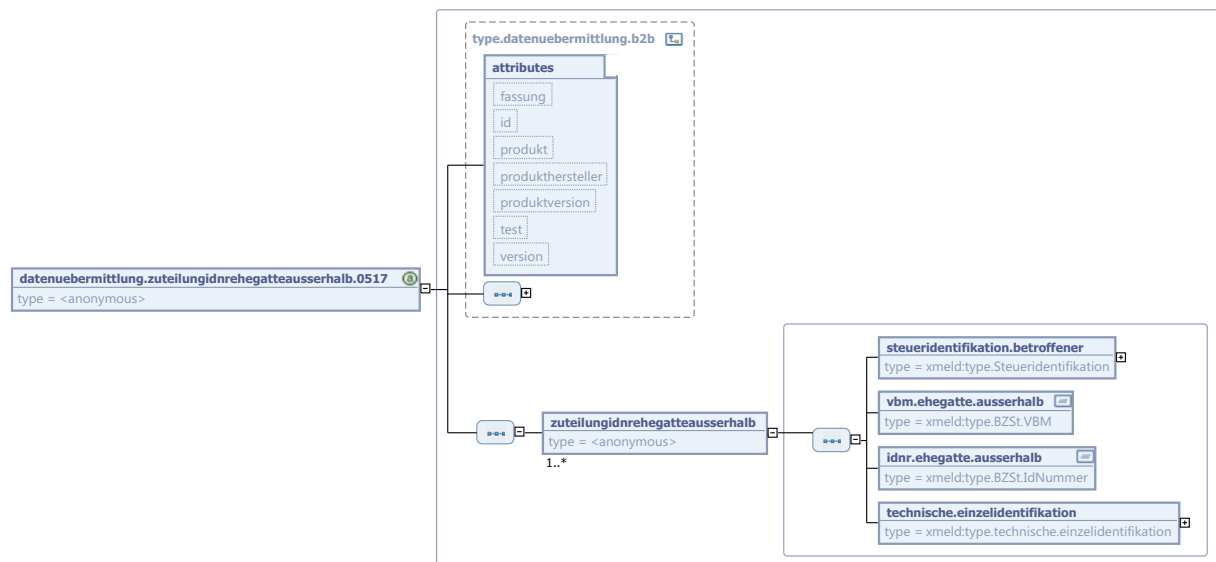 type.datenuebermittlung.b2b
attributes
fassung
id
produkt
produkthersteller
produktversion
test
version
datenuebermittlung.zuteilungidnrehegatteausserhalb.0517
a
type = <anonymous>
zuteilungidnrehegatteausserhalb
type = <anonymous>
1..*
steueridentifikation.betroffener
type = xmeld:type.Steueridentifikation
vbm.ehegatte.ausserhalb
type = xmeld:type.BZSt.VBM
idnr.ehegatte.ausserhalb
type = xmeld:type.BZSt.IdNummer
technische.einzelidentifikation
type = xmeld:type.technische.einzelidentifikation